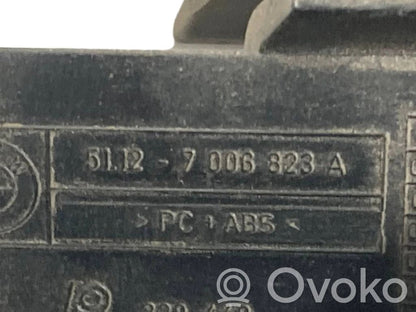 51.12 - 7 006 823 A
> PC + ABS <
OVOKO